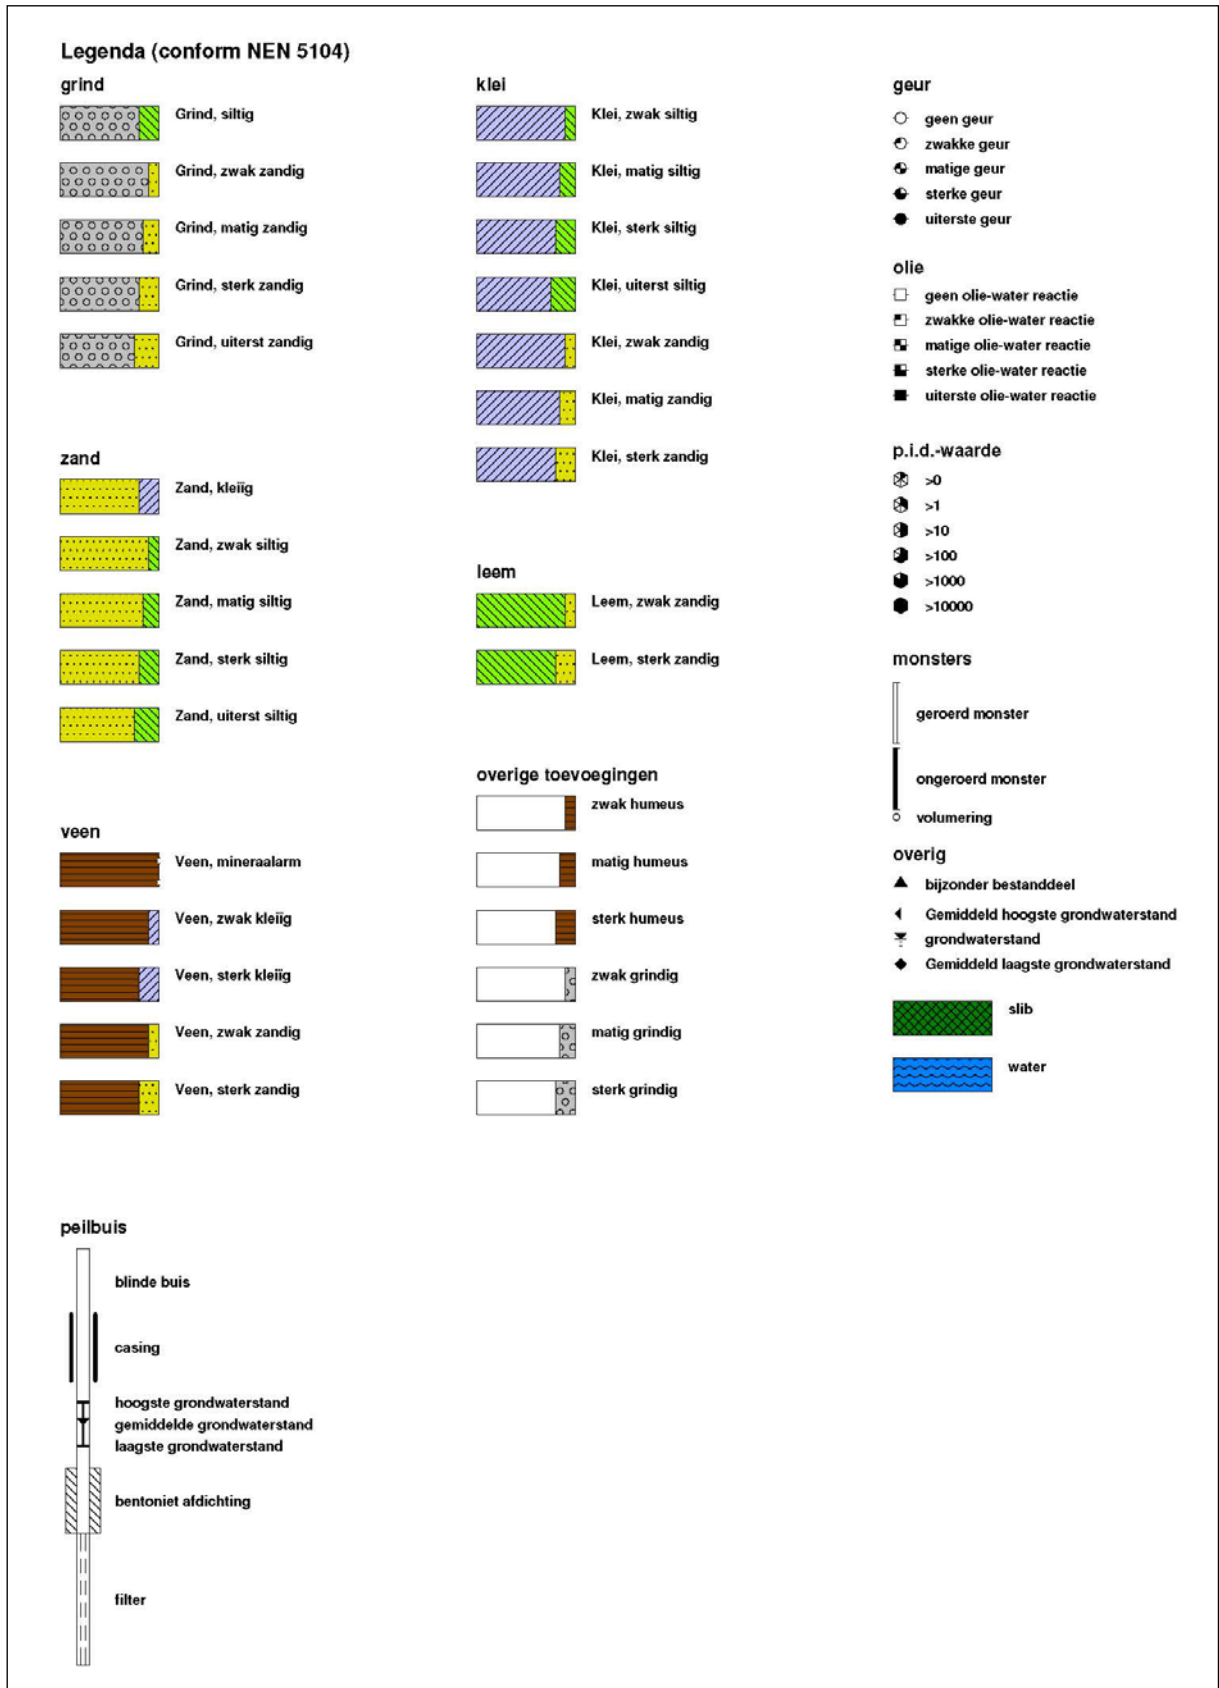 Legenda (conform NEN 5104)
grind
Grind, siltig
Grind, zwak zandig
Grind, matig zandig
Grind, sterk zandig
Grind, uiterst zandig
zand
Zand, kleiïg
Zand, zwak siltig
Zand, matig siltig
Zand, sterk siltig
Zand, uiterst siltig
veen
Veen, mineraalarm
Veen, zwak kleiïg
Veen, sterk kleiïg
Veen, zwak zandig
Veen, sterk zandig
klei
Klei, zwak siltig
Klei, matig siltig
Klei, sterk siltig
Klei, uiterst siltig
Klei, zwak zandig
Klei, matig zandig
Klei, sterk zandig
leem
Leem, zwak zandig
Leem, sterk zandig
overige toevoegingen
zwak humeus
matig humeus
sterk humeus
zwak grindig
matig grindig
sterk grindig
geur
geen geur
zwakke geur
matige geur
sterke geur
uiterste geur
olie
geen olie-water reactie
zwakke olie-water reactie
matige olie-water reactie
sterke olie-water reactie
uiterste olie-water reactie
p.i.d.-waarde
>0
>1
>10
>100
>1000
>10000
monsters
geroerd monster
ongeroerd monster
volumering
overig
bijzonder bestanddeel
Gemiddeld hoogste grondwaterstand
grondwaterstand
Gemiddeld laagste grondwaterstand
slib
water
peilbuis
blinde buis
casing
hoogste grondwaterstand
gemiddelde grondwaterstand
laagste grondwaterstand
bentoniet afdichting
filter